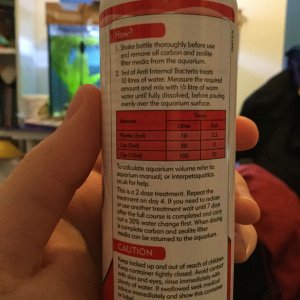 How?
1. Shake bottle thoroughly before use
and remove all carbon and zeolite
filter media from the aquarium.
2. 1ml of Anti Internal Bacteria treats
10 litres of water. Measure the required
amount and mix with ½ litre of warm
water until fully dissolved, before pouring
evenly over the aquarium surface.
Measure Treats
Litres Gal.
(1ml) 10 2.2
Cap (5ml) 50 11
Cap (10ml) 100 22
To calculate aquarium volume refer to
aquarium manual; or interpetaquatics.
co.uk for help.
This is a 2 dose treatment. Repeat the
treatment on day 4. If you need to redose
or use another treatment wait until 7 days
after the full course is completed and carry
out a 30% water change first. When dosing
is complete carbon and zeolite filter
media can be returned to the aquarium.
CAUTION
Keep locked up and out of reach of children
Keep container tightly closed. Avoid contact
with skin and eyes, rinse immediately with
plenty of water. If swallowed seek medical
advice immediately and show this container
or label.